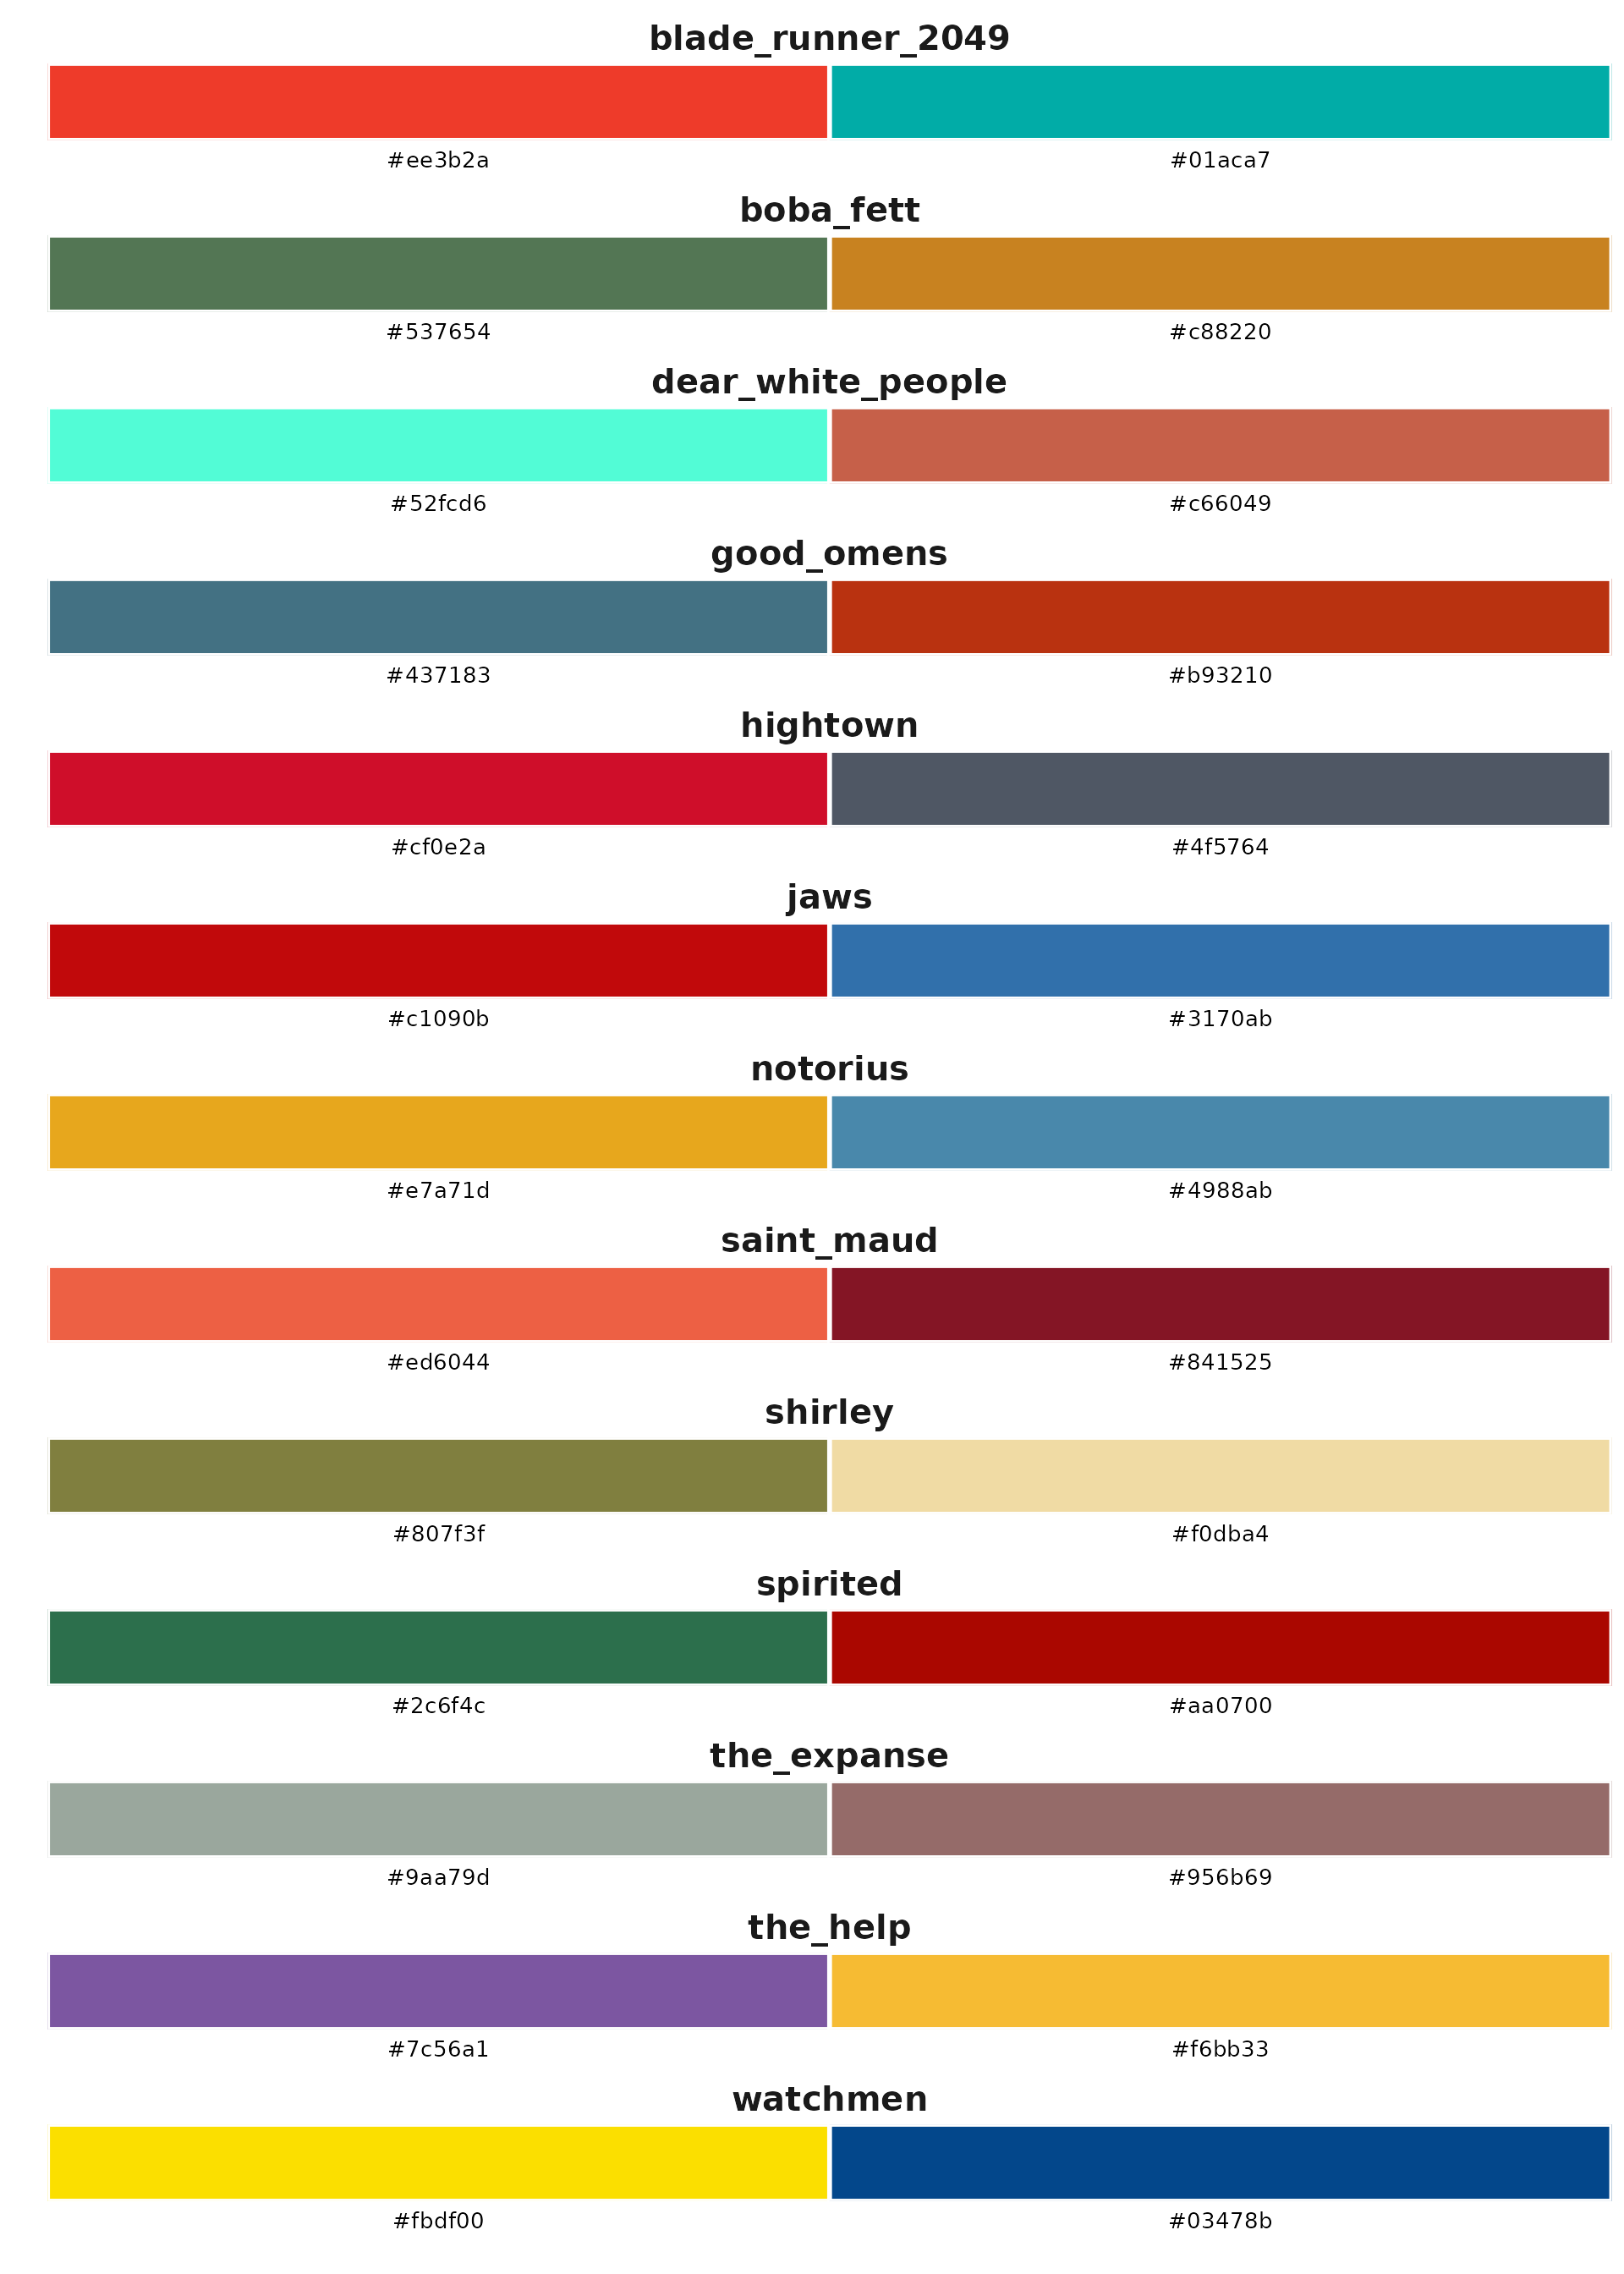 blade_runner_2049
#ee3b2a #01aca7
boba_fett
#537654 #c88220
dear_white_people
#52fcd6 #c66049
good_omens
#437183 #b93210
hightown
#cf0e2a #4f5764
jaws
#c1090b #3170ab
notorius
#e7a71d #4988ab
saint_maud
#ed6044 #841525
shirley
#807f3f #f0dba4
spirited
#2c6f4c #aa0700
the_expanse
#9aa79d #956b69
the_help
#7c56a1 #f6bb33
watchmen
#fbdf00 #03478b